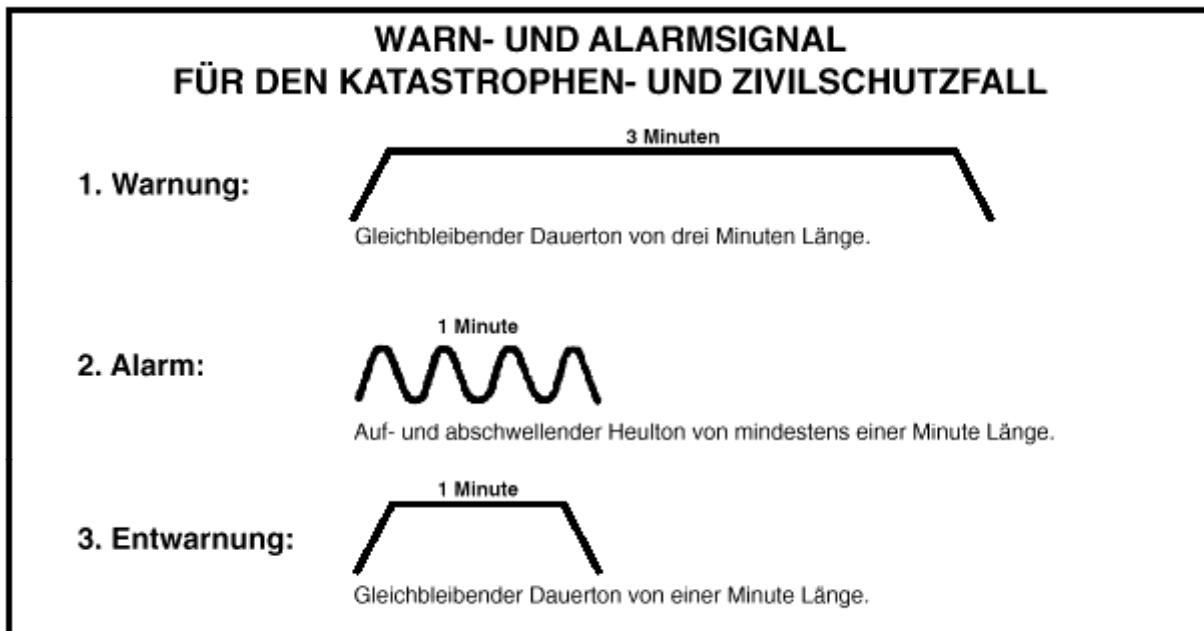 WARN- UND ALARMSIGNAL
FÜR DEN KATASTROPHEN- UND ZIVILSCHUTZFALL
3 Minuten
1. Warnung:
Gleichbleibender Dauerton von drei Minuten Länge.
1 Minute
2. Alarm:
Auf- und abschwellender Heulton von mindestens einer Minute Länge.
1 Minute
3. Entwarnung:
Gleichbleibender Dauerton von einer Minute Länge.